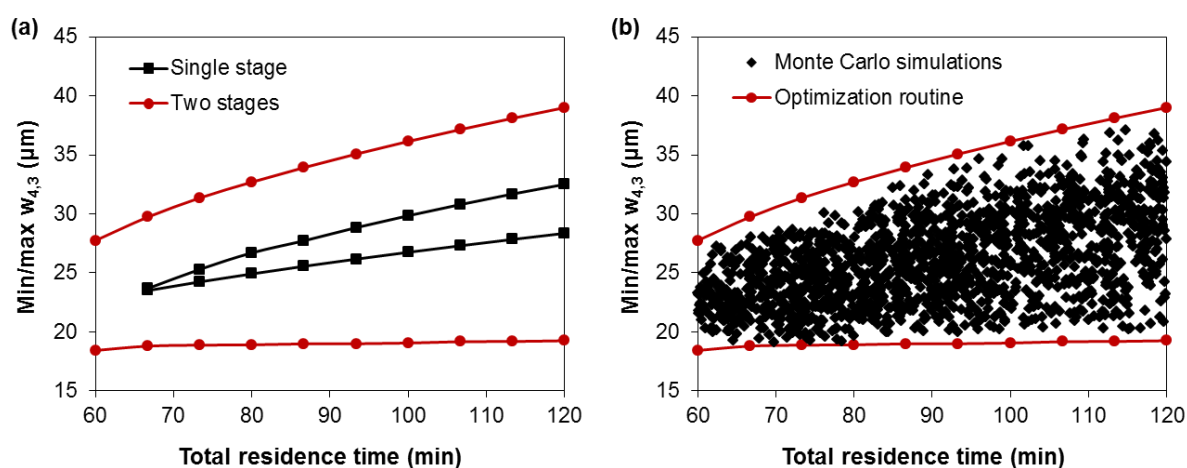 (a)
45
40
35
30
25
20
15
Min/max w4,3 (µm)
Single stage
Two stages
60 70 80 90 100 110 120
Total residence time (min)
(b)
45
40
35
30
25
20
15
Min/max w4,3 (µm)
Monte Carlo simulations
Optimization routine
60 70 80 90 100 110 120
Total residence time (min)